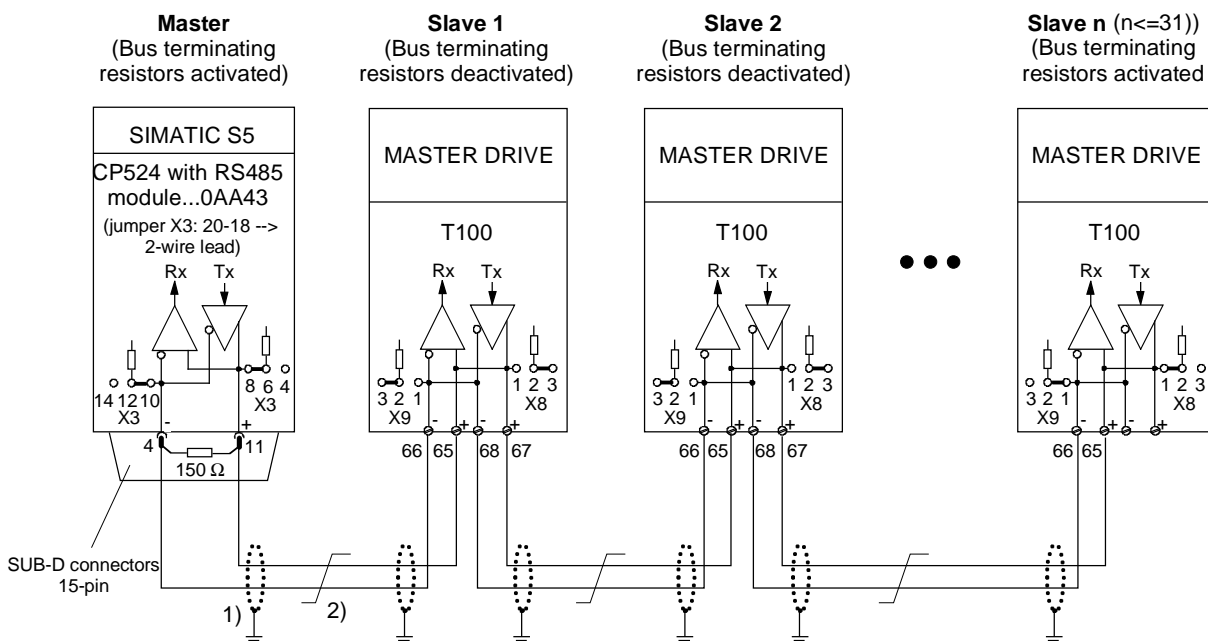 Master
(Bus terminating
resistors activated)
Slave 1
(Bus terminating
resistors deactivated)
Slave 2
(Bus terminating
resistors deactivated)
Slave n (n<=31))
(Bus terminating
resistors activated
SIMATIC S5
CP524 with RS485
module...0AA43
(jumper X3: 20-18 -->
2-wire lead)
Rx Tx
14 12 10
X3
8 6 4
X3
- +
4 11
150 Ω
SUB-D connectors
15-pin
MASTER DRIVE
T100
Rx Tx
3 2 1
X9
1 2 3
X8
- + - +
66 65 68 67
MASTER DRIVE
T100
Rx Tx
3 2 1
X9
1 2 3
X8
- + - +
66 65 68 67
MASTER DRIVE
T100
Rx Tx
3 2 1
X9
1 2 3
X8
- + - +
66 65
1) 2)